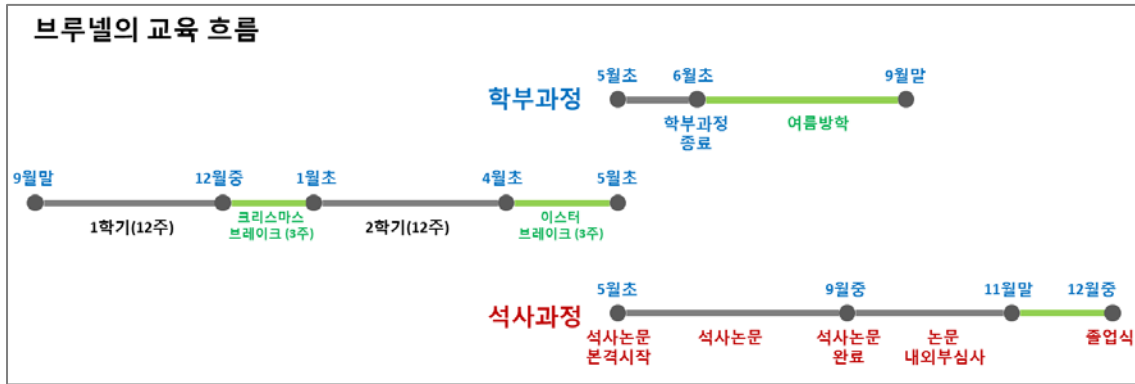 브루넬의 교육 흐름
5월초 6월초 9월말
학부과정
학부과정
종료
여름방학
9월말 12월중 1월초 4월초 5월초
1학기(12주)
크리스마스
브레이크 (3주)
2학기(12주)
이스터
브레이크 (3주)
5월초 9월중 11월말 12월중
석사과정
석사논문
본격시작
석사논문
석사논문
완료
논문
내외부심사
졸업식